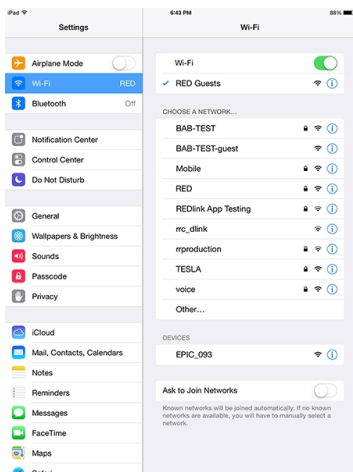 iPad
6:43 PM
88%
Settings
Wi-Fi
Airplane Mode
Wi-Fi RED
Bluetooth Off
Notification Center
Control Center
Do Not Disturb
General
Wallpapers & Brightness
Sounds
Passcode
Privacy
iCloud
Mail, Contacts, Calendars
Notes
Reminders
Messages
FaceTime
Maps
Safari
Wi-Fi
RED Guests
CHOOSE A NETWORK...
BAB-TEST
BAB-TEST-guest
Mobile
RED
REDlink App Testing
rrc_dlink
rrproduction
TESLA
voice
Other...
DEVICES
EPIC_093
Ask to Join Networks
Known networks will be joined automatically. If no known
networks are available, you will have to manually select a
network.